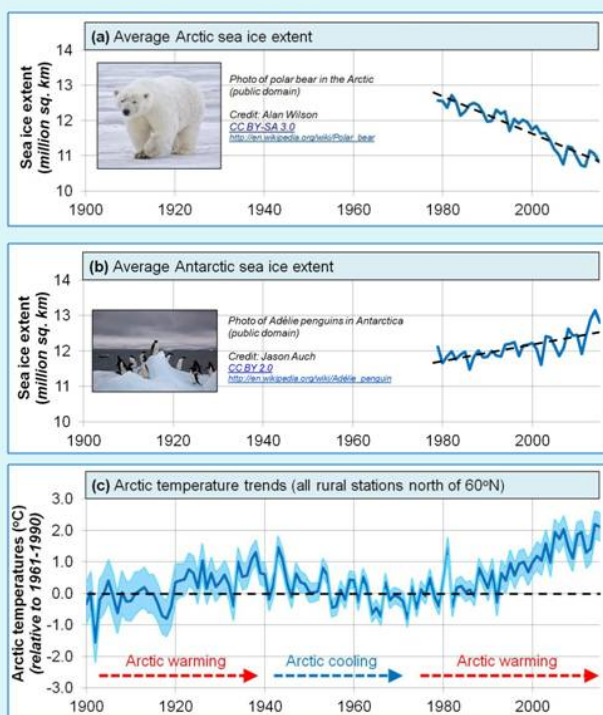 (a) Average Arctic sea ice extent
Sea ice extent
(million sq. km)
14
13
12
11
10
Photo of polar bear in the Arctic
(public domain)
Credit: Alan Wilson
CC BY-SA 3.0
http://en.wikipedia.org/wiki/Polar_bear
1900 1920 1940 1960 1980 2000
(b) Average Antarctic sea ice extent
Sea ice extent
(million sq. km)
14
13
12
11
10
Photo of Adélie penguins in Antarctica
(public domain)
Credit: Jason Auch
CC BY 2.0
http://en.wikipedia.org/wiki/Adélie_penguin
1900 1920 1940 1960 1980 2000
(c) Arctic temperature trends (all rural stations north of 60ºN)
Arctic temperatures (ºC)
(relative to 1961-1990)
3.0
2.0
1.0
0.0
-1.0
-2.0
-3.0
Arctic warming Arctic cooling Arctic warming
1900 1920 1940 1960 1980 2000